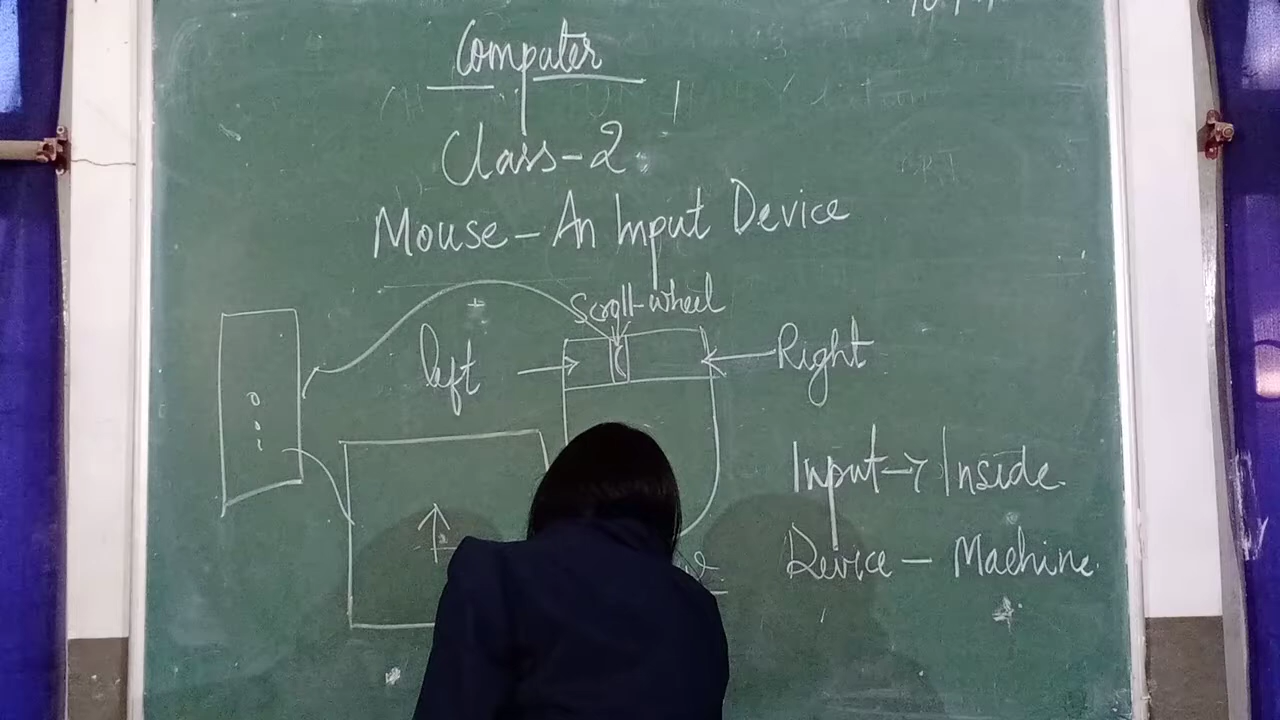 Computer
Class-2
Mouse - An Input Device
Scroll-wheel
left
Right
Input → Inside
Device - Machine